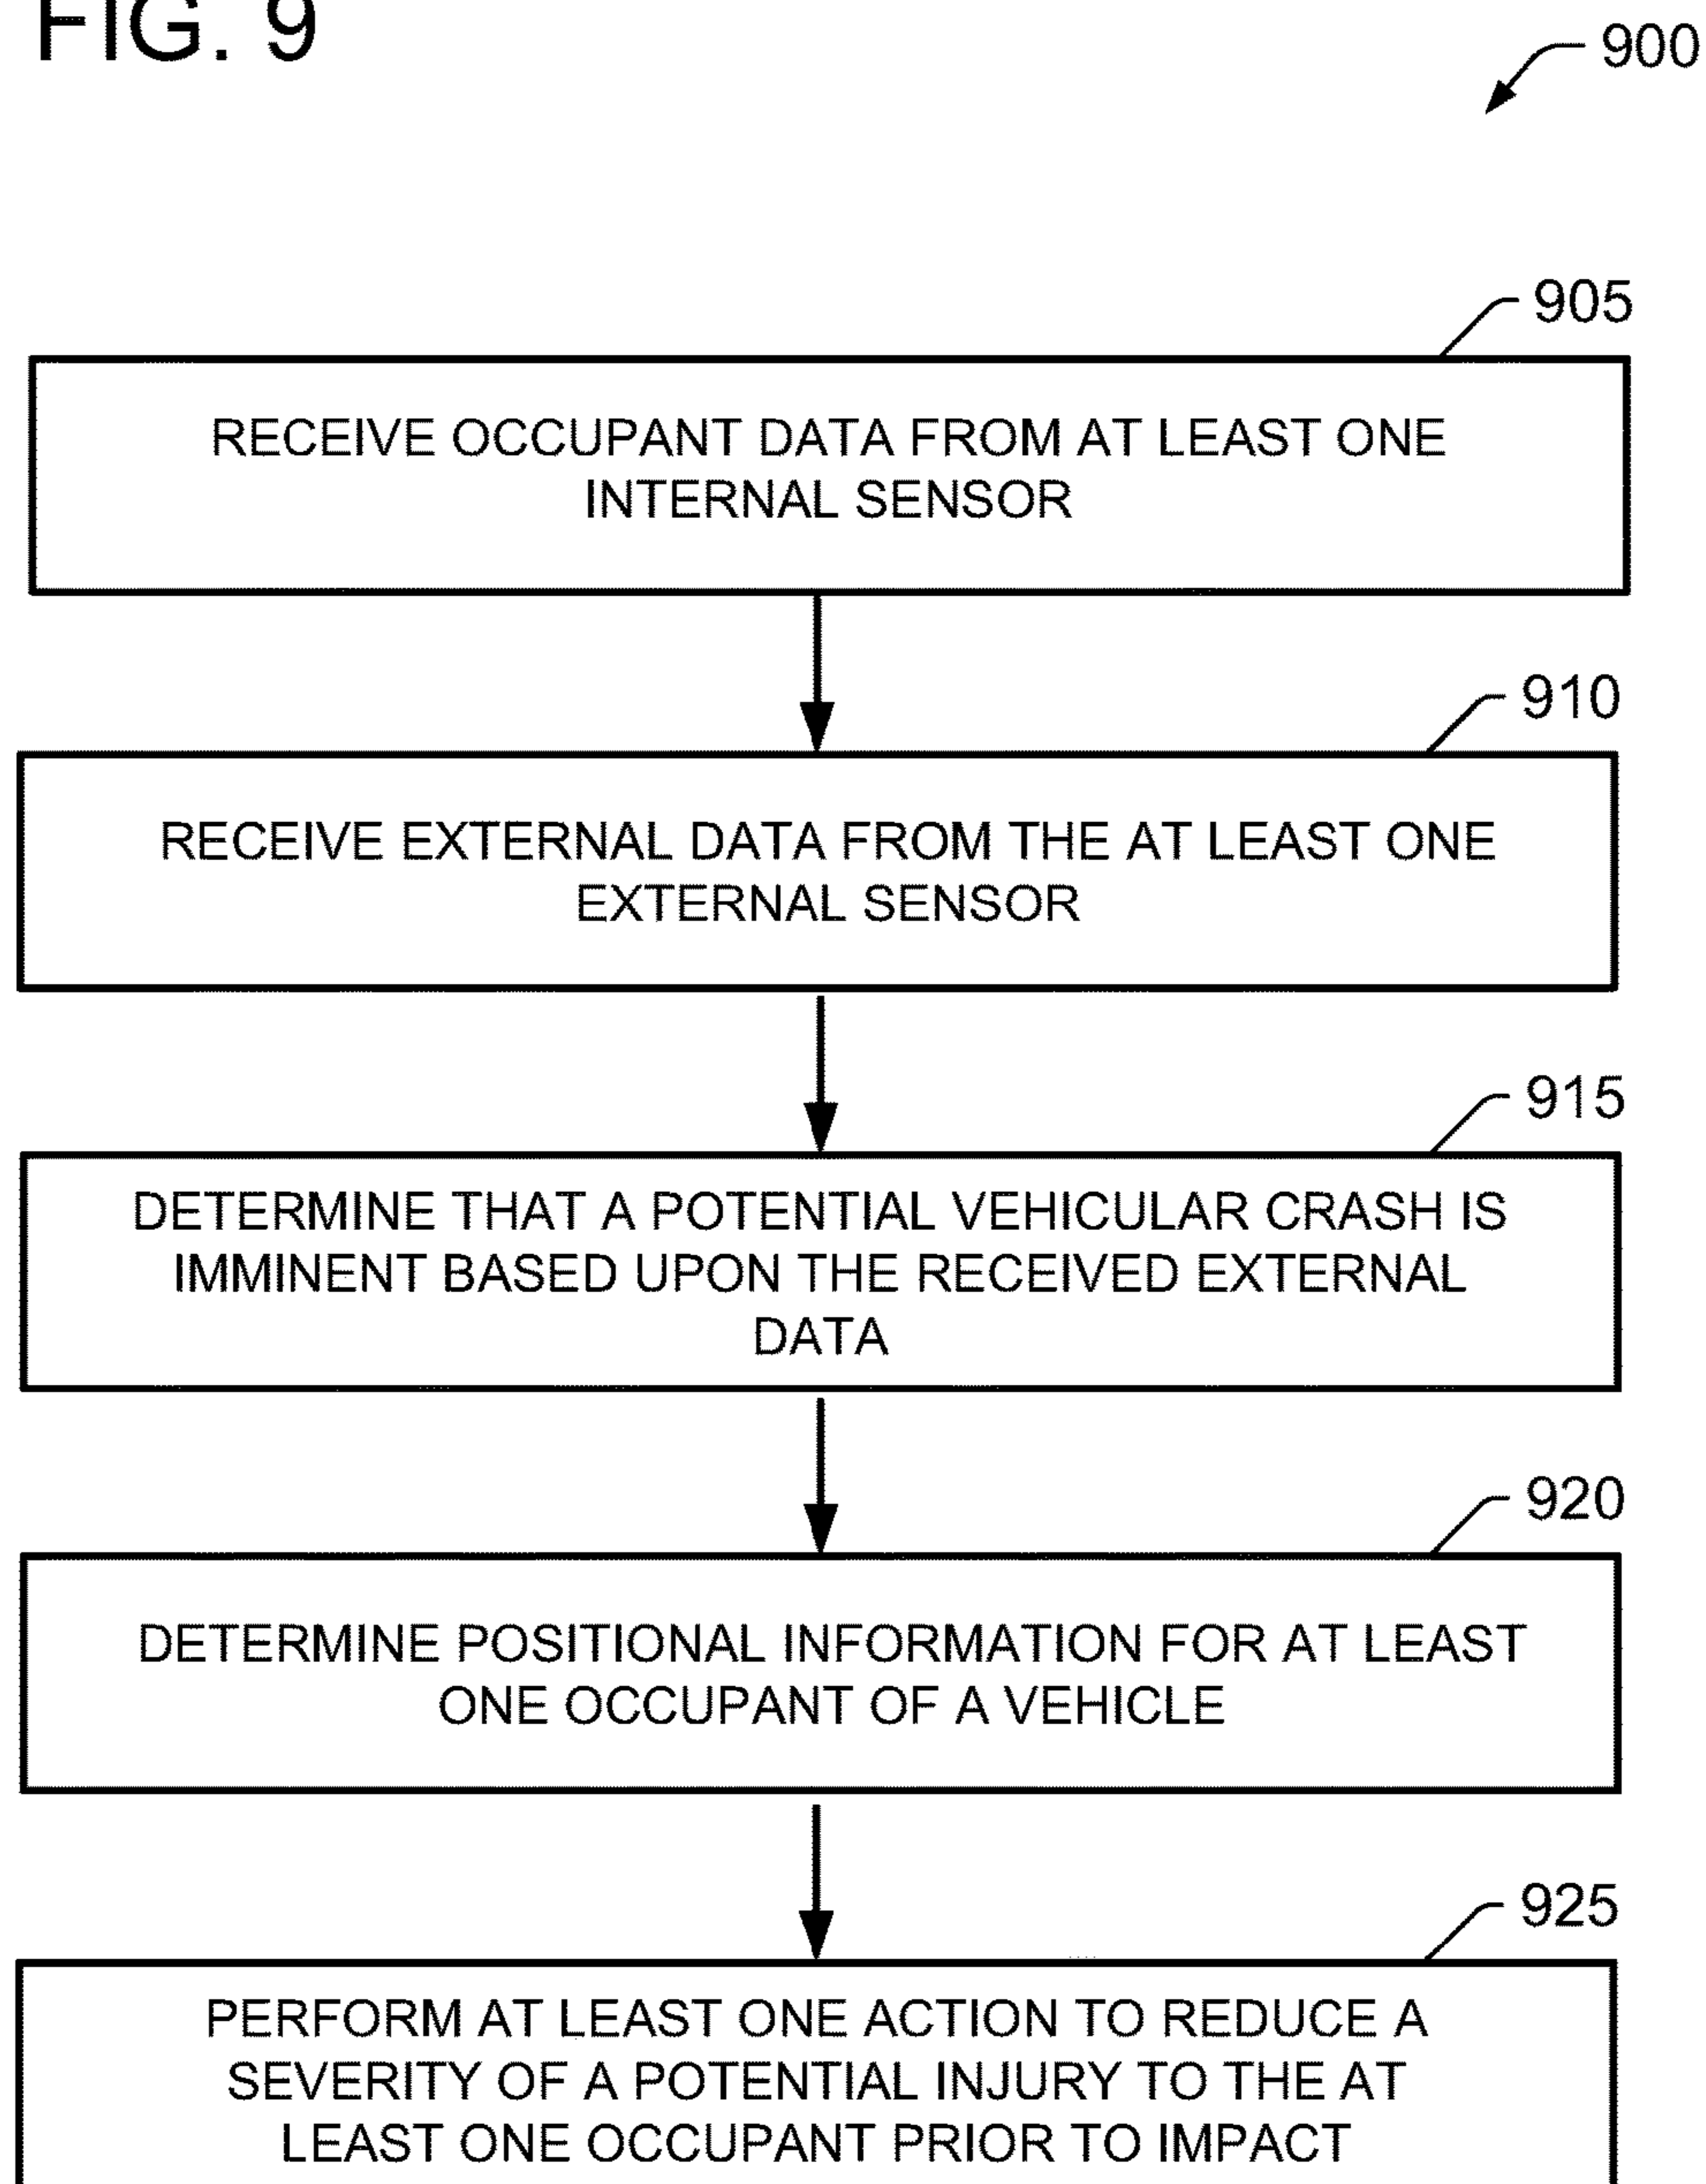 FIG. 9
900
905
RECEIVE OCCUPANT DATA FROM AT LEAST ONE
INTERNAL SENSOR
910
RECEIVE EXTERNAL DATA FROM THE AT LEAST ONE
EXTERNAL SENSOR
915
DETERMINE THAT A POTENTIAL VEHICULAR CRASH IS
IMMINENT BASED UPON THE RECEIVED EXTERNAL
DATA
920
DETERMINE POSITIONAL INFORMATION FOR AT LEAST
ONE OCCUPANT OF A VEHICLE
925
PERFORM AT LEAST ONE ACTION TO REDUCE A
SEVERITY OF A POTENTIAL INJURY TO THE AT
LEAST ONE OCCUPANT PRIOR TO IMPACT